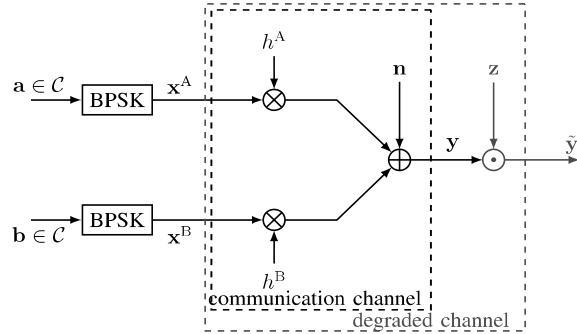 h^A
a ∈ C
BPSK
x^A
n
z
y
ỹ
b ∈ C
BPSK
x^B
h^B
communication channel
degraded channel